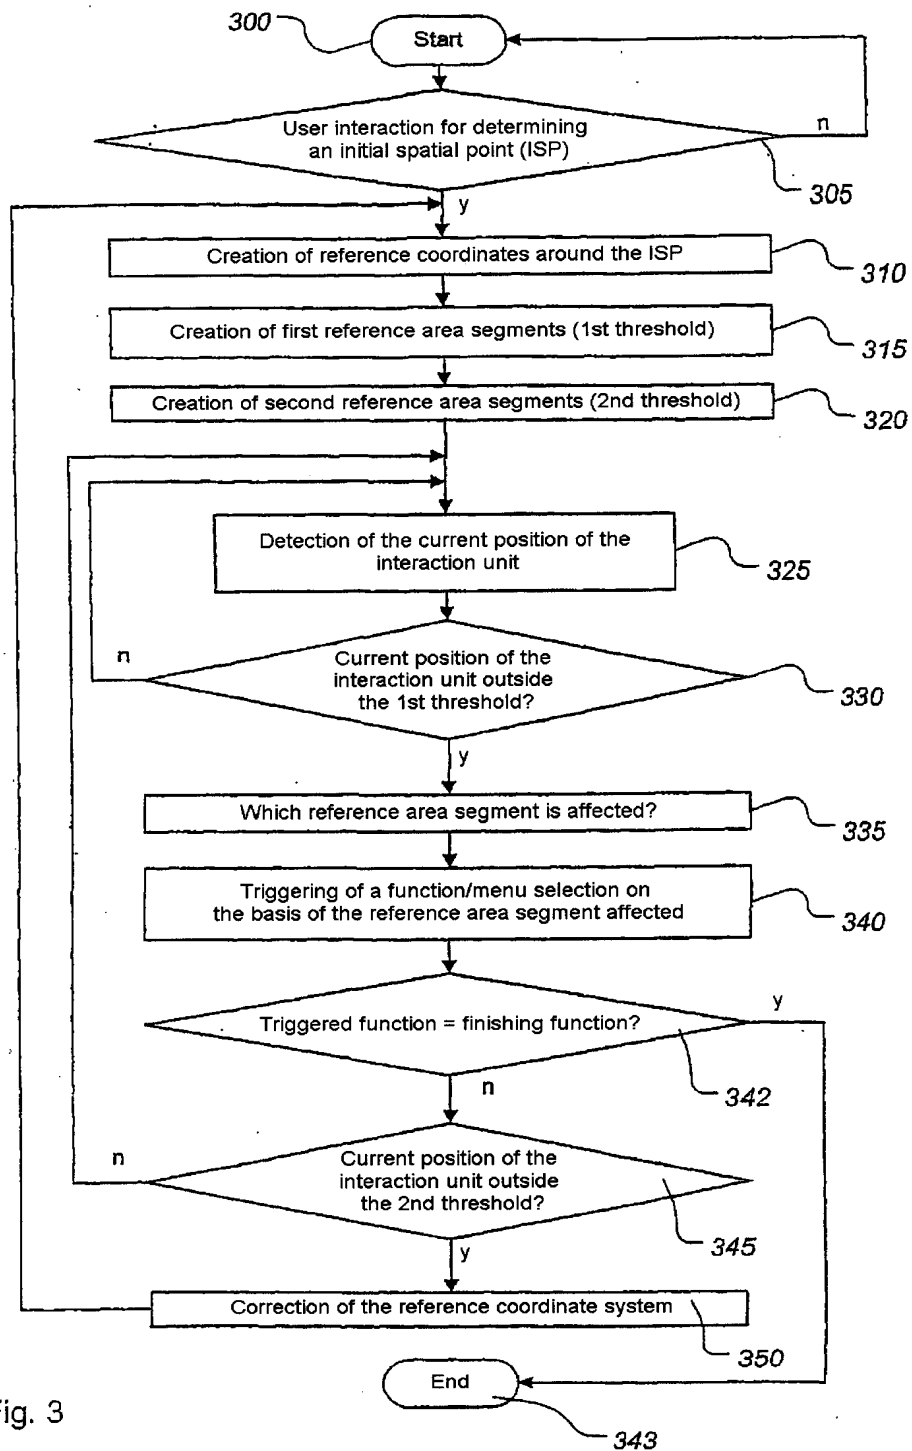 300
Start
n
User interaction for determining
an initial spatial point (ISP)
305
y
Creation of reference coordinates around the ISP
310
Creation of first reference area segments (1st threshold)
315
Creation of second reference area segments (2nd threshold)
320
Detection of the current position of the
interaction unit
325
n
Current position of the
interaction unit outside
the 1st threshold?
330
y
Which reference area segment is affected?
335
Triggering of a function/menu selection on
the basis of the reference area segment affected
340
y
Triggered function = finishing function?
342
n
n
Current position of the
interaction unit outside
the 2nd threshold?
345
y
Correction of the reference coordinate system
350
End
343
ig. 3